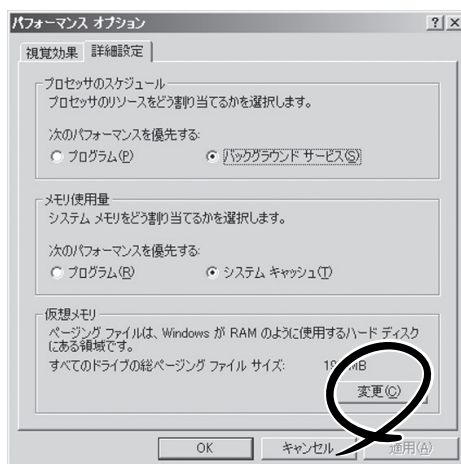 パフォーマンス オプション
視覚効果 詳細設定
プロセッサのスケジュール
プロセッサのリソースをどう割り当てるかを選択します。
次のパフォーマンスを優先する:
プログラム(P) バックグラウンド サービス(S)
メモリ使用量
システム メモリをどう割り当てるかを選択します。
次のパフォーマンスを優先する:
プログラム(R) システム キャッシュ(T)
仮想メモリ
ページング ファイルは、Windows が RAM のように使用するハード ディスク
にある領域です。
すべてのドライブの総ページング ファイル サイズ: MB
変更(C)
OK キャンセル 適用(A)